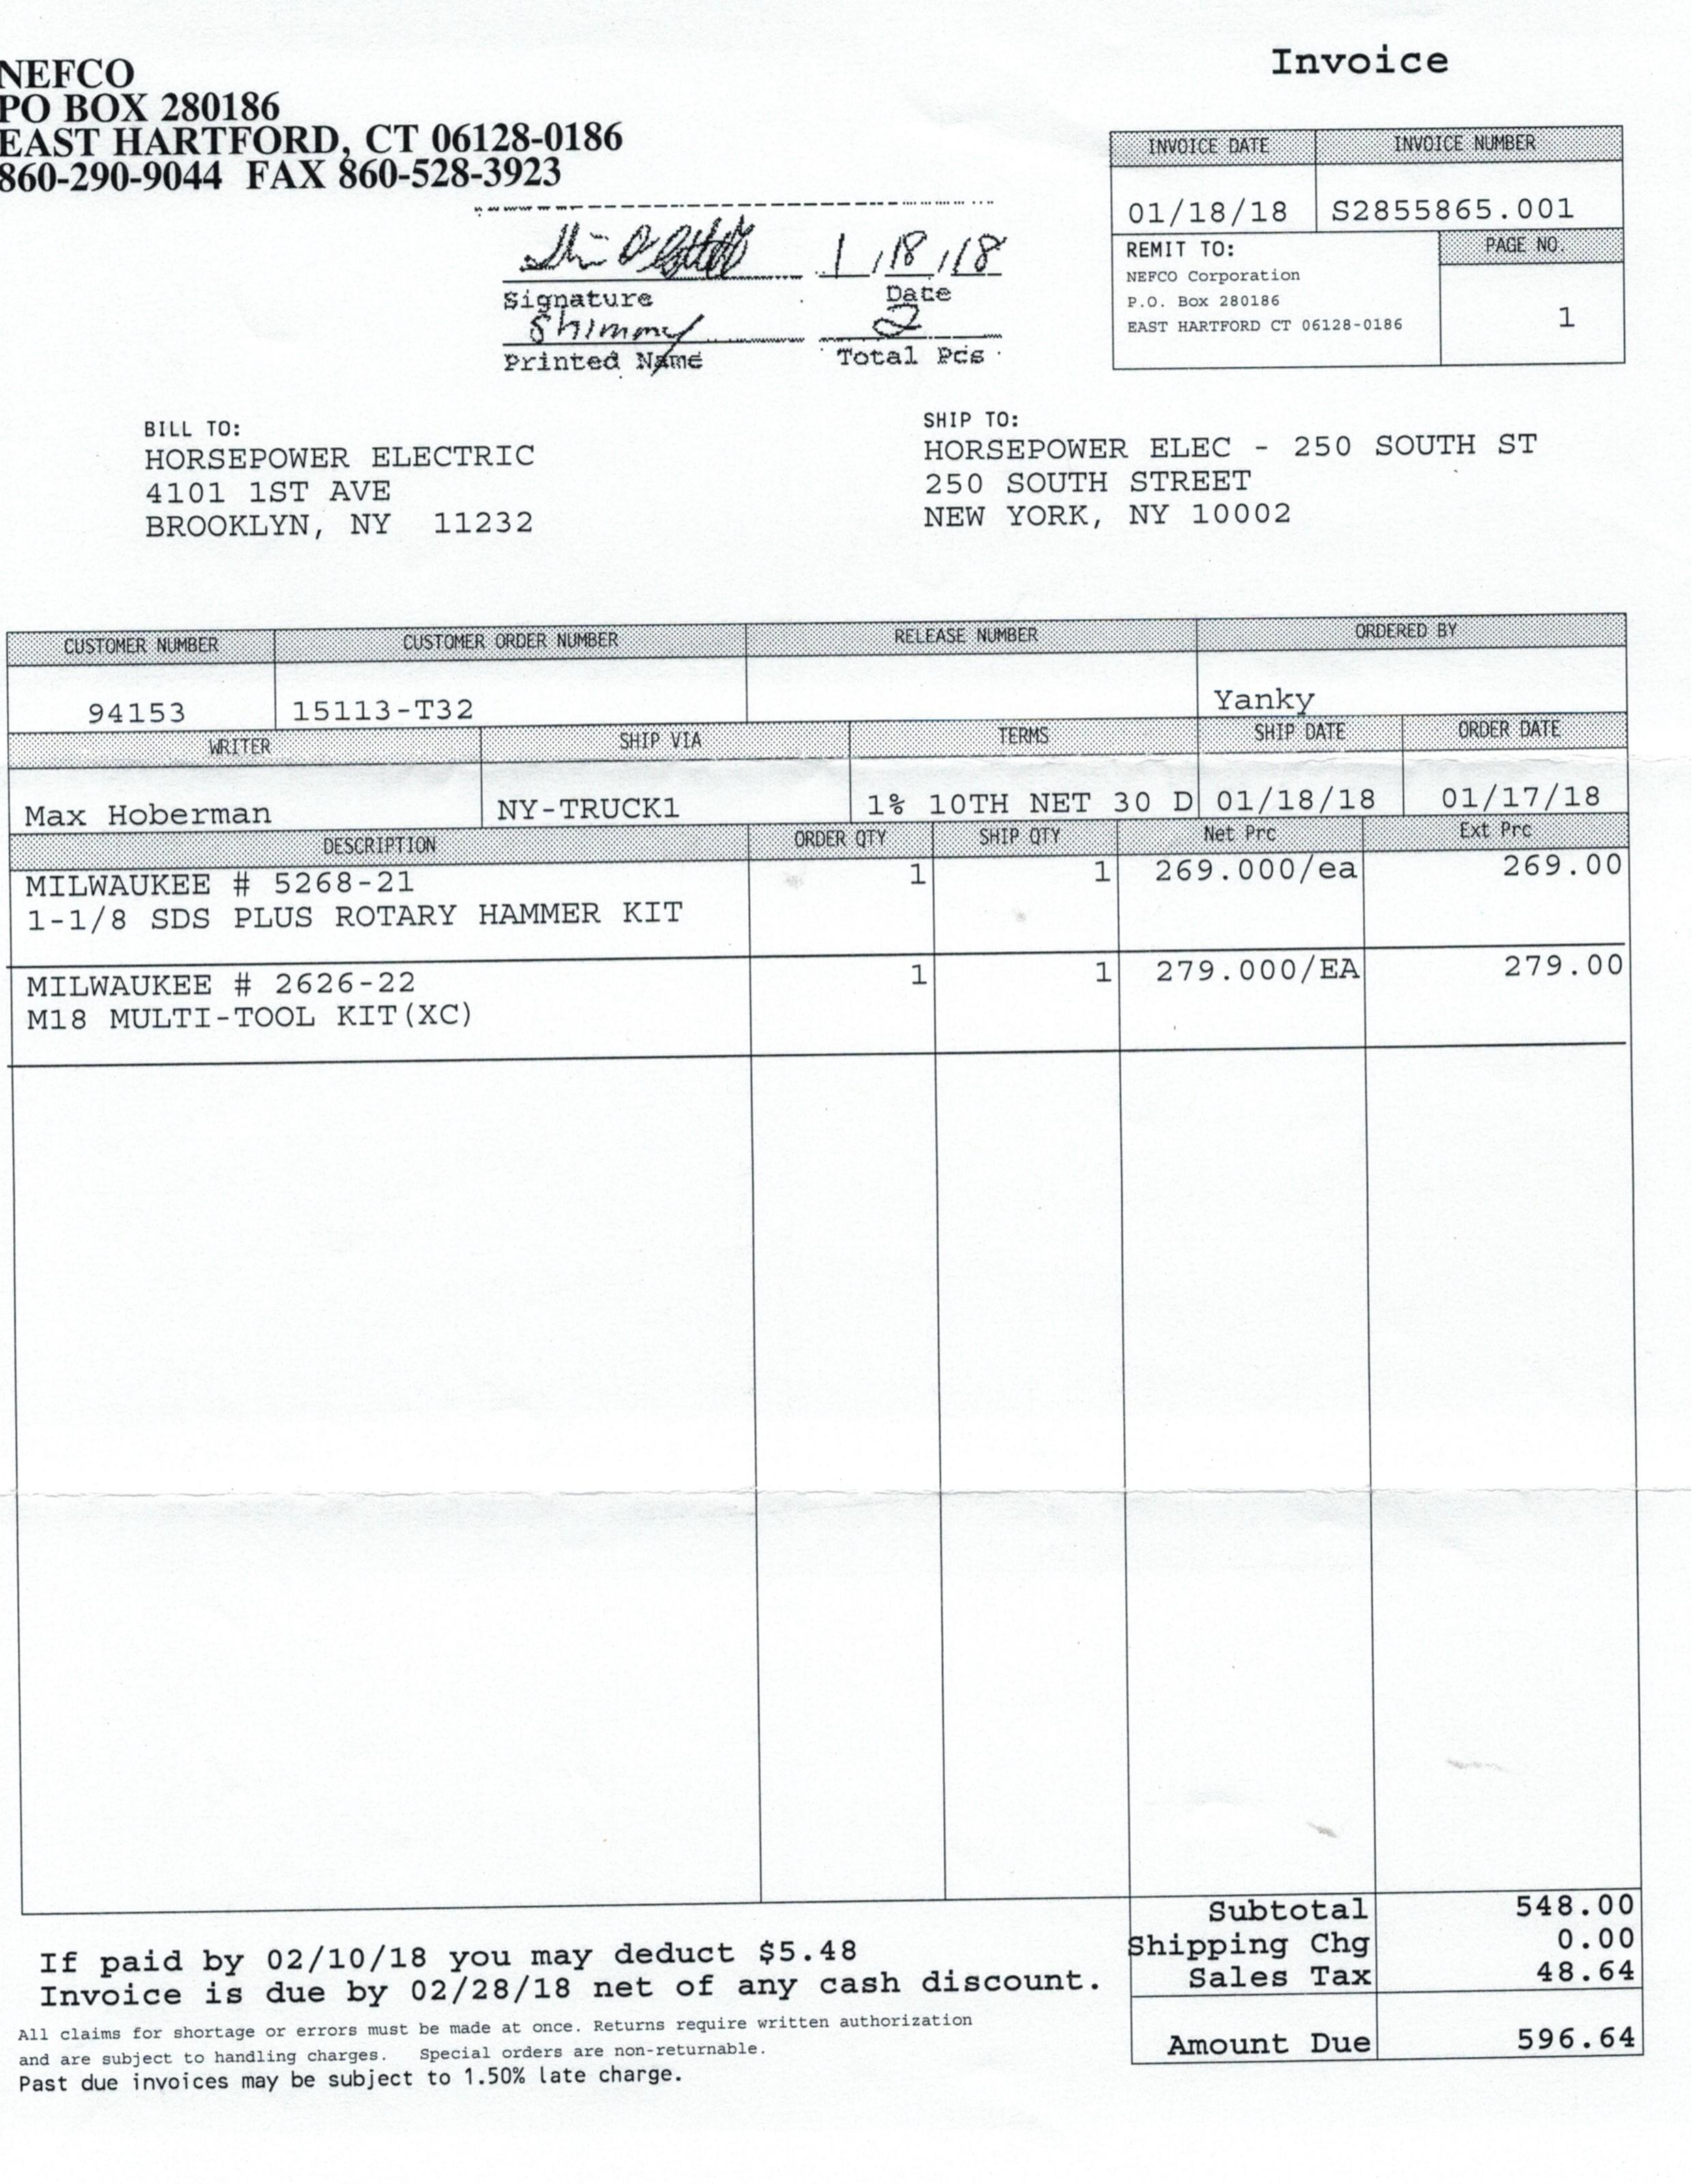 Invoice
NEFCO
PO BOX 280186
EAST HARTFORD, CT 06128-0186
860-290-9044 FAX 860-528-3923
INVOICE DATE INVOICE NUMBER
01/18/18 S2855865.001
REMIT TO: PAGE NO.
NEFCO Corporation
P.O. Box 280186
EAST HARTFORD CT 06128-0186
1
1/18/18
Signature Date
Shimmy 2
Printed Name Total Pcs
BILL TO:
HORSEPOWER ELECTRIC
4101 1ST AVE
BROOKLYN, NY 11232
SHIP TO:
HORSEPOWER ELEC - 250 SOUTH ST
250 SOUTH STREET
NEW YORK, NY 10002
CUSTOMER NUMBER CUSTOMER ORDER NUMBER RELEASE NUMBER ORDERED BY
94153 15113-T32 Yanky
WRITER SHIP VIA TERMS SHIP DATE ORDER DATE
Max Hoberman NY-TRUCK1 1% 10TH NET 30 D 01/18/18 01/17/18
DESCRIPTION ORDER QTY SHIP QTY Net Prc Ext Prc
MILWAUKEE # 5268-21 1 1 269.000/ea 269.00
1-1/8 SDS PLUS ROTARY HAMMER KIT
MILWAUKEE # 2626-22 1 1 279.000/EA 279.00
M18 MULTI-TOOL KIT(XC)
Subtotal 548.00
Shipping Chg 0.00
Sales Tax 48.64
Amount Due 596.64
If paid by 02/10/18 you may deduct $5.48
Invoice is due by 02/28/18 net of any cash discount.
All claims for shortage or errors must be made at once. Returns require written authorization
and are subject to handling charges. Special orders are non-returnable.
Past due invoices may be subject to 1.50% late charge.